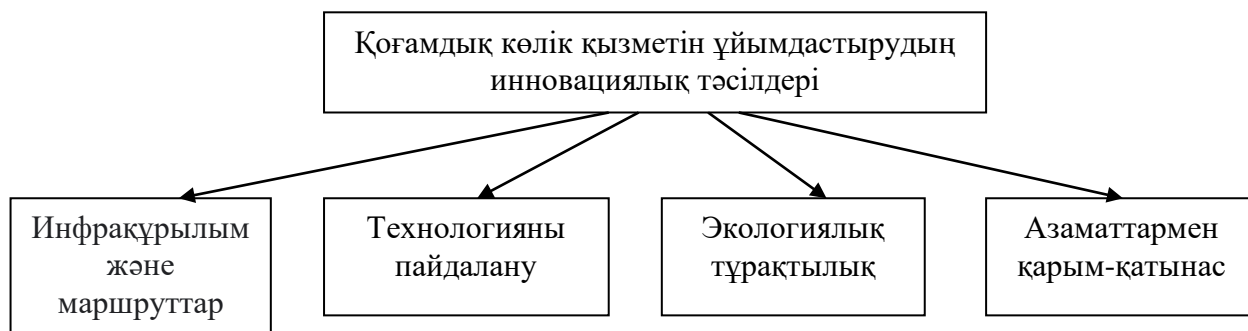 Қоғамдық көлік қызметін ұйымдастырудың
инновациялық тәсілдері
Инфрақұрылым
және
маршруттар
Технологияны
пайдалану
Экологиялық
тұрақтылық
Азаматтармен
қарым-қатынас